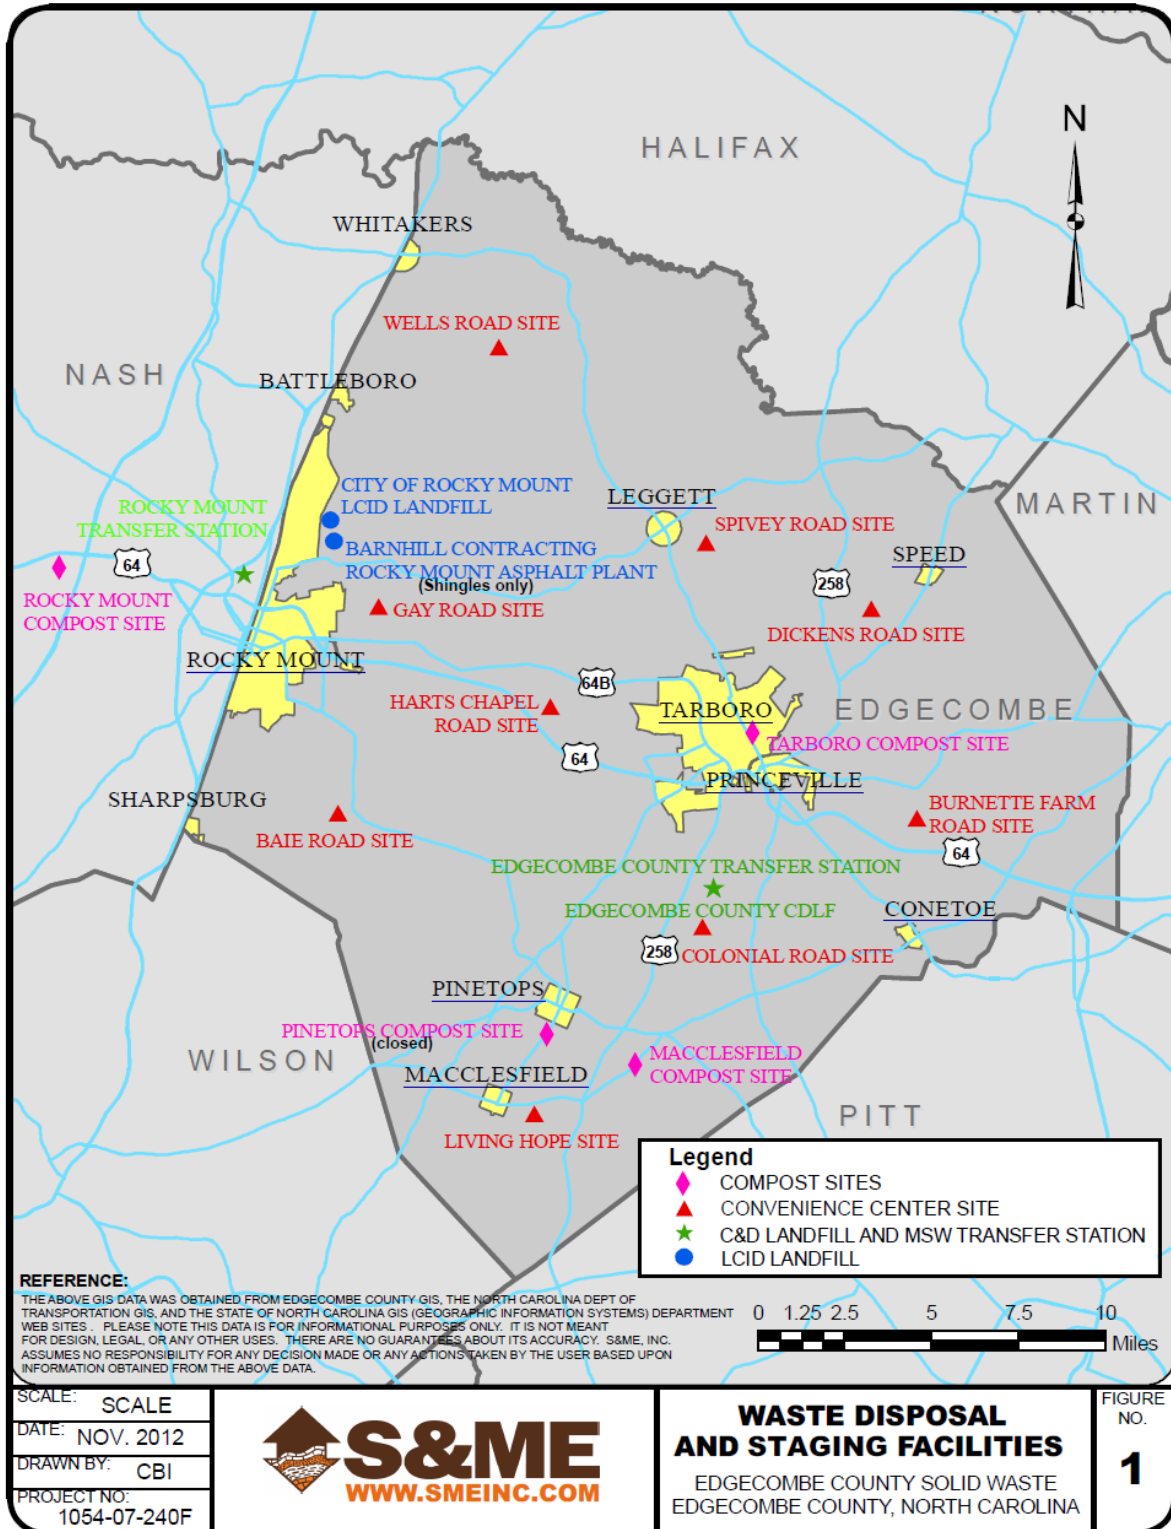 HALIFAX
N
WHITAKERS
WELLS ROAD SITE
NASH
BATTLEBORO
CITY OF ROCKY MOUNT
LCID LANDFILL
LEGGETT
MARTIN
ROCKY MOUNT
TRANSFER STATION
SPIVEY ROAD SITE
BARNHILL CONTRACTING
ROCKY MOUNT ASPHALT PLANT
(Shingles only)
SPEED
64
258
ROCKY MOUNT
COMPOST SITE
GAY ROAD SITE
DICKENS ROAD SITE
ROCKY MOUNT
64B
HARTS CHAPEL
ROAD SITE
TARBORO
EDGECOMBE
TARBORO COMPOST SITE
64
PRINCEVILLE
SHARPSBURG
BURNETTE FARM
ROAD SITE
BAIE ROAD SITE
64
EDGECOMBE COUNTY TRANSFER STATION
EDGECOMBE COUNTY CDLF
CONETOE
258
COLONIAL ROAD SITE
PINETOPS
PINETOPS COMPOST SITE
(closed)
WILSON
MACCLESFIELD
COMPOST SITE
MACCLESFIELD
PITT
LIVING HOPE SITE
Legend
COMPOST SITES
CONVENIENCE CENTER SITE
C&D LANDFILL AND MSW TRANSFER STATION
LCID LANDFILL
REFERENCE:
THE ABOVE GIS DATA WAS OBTAINED FROM EDGECOMBE COUNTY GIS, THE NORTH CAROLINA DEPT OF
TRANSPORTATION GIS, AND THE STATE OF NORTH CAROLINA GIS (GEOGRAPHIC INFORMATION SYSTEMS) DEPARTMENT
WEB SITES . PLEASE NOTE THIS DATA IS FOR INFORMATIONAL PURPOSES ONLY. IT IS NOT MEANT
FOR DESIGN, LEGAL, OR ANY OTHER USES. THERE ARE NO GUARANTEES ABOUT ITS ACCURACY. S&ME, INC.
ASSUMES NO RESPONSIBILITY FOR ANY DECISION MADE OR ANY ACTIONS TAKEN BY THE USER BASED UPON
INFORMATION OBTAINED FROM THE ABOVE DATA.
0 1.25 2.5 5 7.5 10
Miles
SCALE: SCALE
DATE: NOV. 2012
DRAWN BY: CBI
PROJECT NO:
1054-07-240F
S&ME
WWW.SMEINC.COM
WASTE DISPOSAL
AND STAGING FACILITIES
EDGECOMBE COUNTY SOLID WASTE
EDGECOMBE COUNTY, NORTH CAROLINA
FIGURE
NO.
1